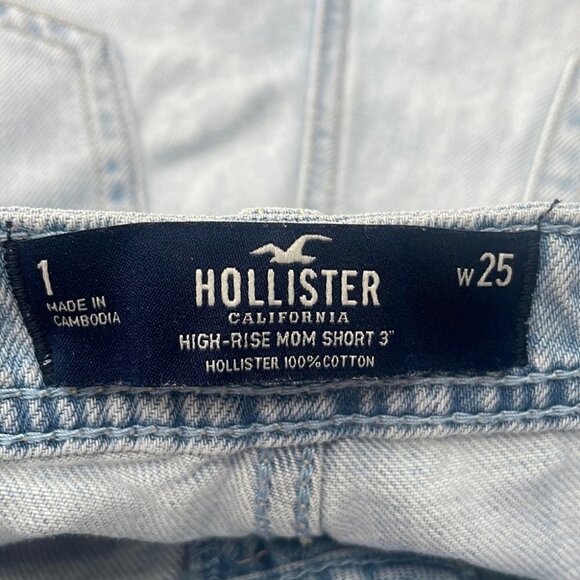 1
MADE IN
CAMBODIA
HOLLISTER
CALIFORNIA
HIGH-RISE MOM SHORT 3"
HOLLISTER 100% COTTON
W25